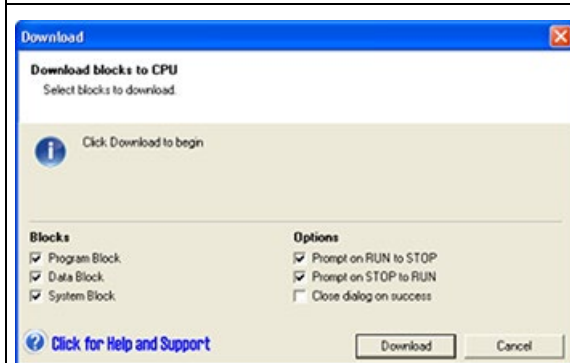 Download
Download blocks to CPU
Select blocks to download.
Click Download to begin
Blocks
Program Block
Data Block
System Block
Options
Prompt on RUN to STOP
Prompt on STOP to RUN
Close dialog on success
Click for Help and Support
Download
Cancel